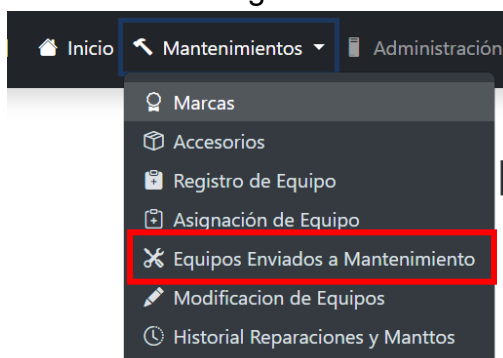 Inicio Mantenimientos Administración
Marcas
Accesorios
Registro de Equipo
Asignación de Equipo
Equipos Enviados a Mantenimiento
Modificacion de Equipos
Historial Reparaciones y Manttos